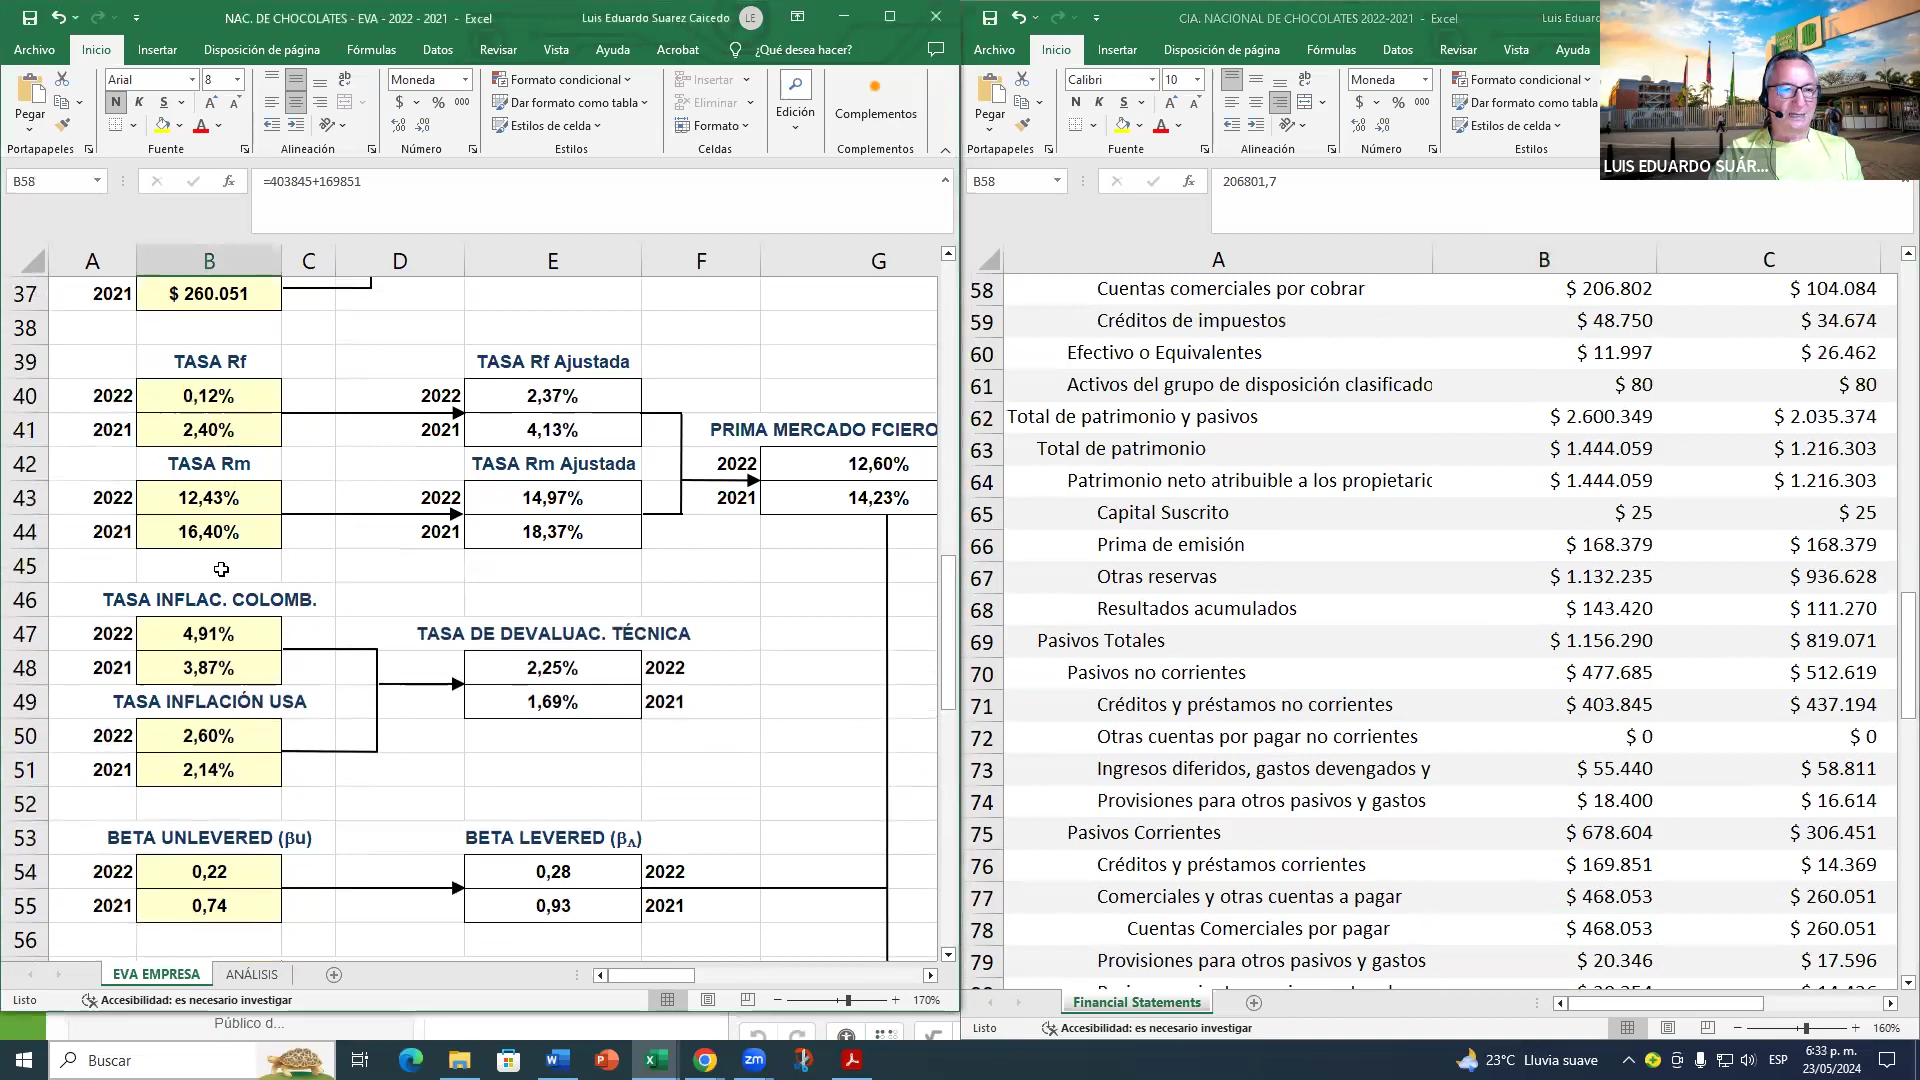 NAC. DE CHOCOLATES - EVA - 2022 - 2021 - Excel
Luis Eduardo Suarez Caicedo
LE
Archivo Inicio Insertar Disposición de página Fórmulas Datos Revisar Vista Ayuda Acrobat ¿Qué desea hacer?
Pegar
Arial 8
N K S
Moneda
$ % 000
Formato condicional
Dar formato como tabla
Estilos de celda
Insertar
Eliminar
Formato
Edición
Complementos
Portapapeles Fuente Alineación Número Estilos Celdas Complementos
B58 fx =403845+169851
A B C D E F G
37 2021 $ 260.051
38
39 TASA Rf TASA Rf Ajustada
40 2022 0,12% 2022 2,37%
41 2021 2,40% 2021 4,13% PRIMA MERCADO FCIERO
42 TASA Rm TASA Rm Ajustada 2022 12,60%
43 2022 12,43% 2022 14,97% 2021 14,23%
44 2021 16,40% 2021 18,37%
45
46 TASA INFLAC. COLOMB.
47 2022 4,91% TASA DE DEVALUAC. TÉCNICA
48 2021 3,87% 2,25% 2022
49 TASA INFLACIÓN USA 1,69% 2021
50 2022 2,60%
51 2021 2,14%
52
53 BETA UNLEVERED (βu) BETA LEVERED (βΛ)
54 2022 0,22 0,28 2022
55 2021 0,74 0,93 2021
56
EVA EMPRESA ANÁLISIS
Listo Accesibilidad: es necesario investigar 170%
Público d...
CIA. NACIONAL DE CHOCOLATES 2022-2021 - Excel
Luis Eduar
Archivo Inicio Insertar Disposición de página Fórmulas Datos Revisar Vista Ayuda
Pegar
Calibri 10
N K S
Moneda
$ % 000
Formato condicional
Dar formato como tabla
Estilos de celda
Portapapeles Fuente Alineación Número Estilos
LUIS EDUARDO SUÁR...
B58 fx 206801,7
A B C
58 Cuentas comerciales por cobrar $ 206.802 $ 104.084
59 Créditos de impuestos $ 48.750 $ 34.674
60 Efectivo o Equivalentes $ 11.997 $ 26.462
61 Activos del grupo de disposición clasificado $ 80 $ 80
62 Total de patrimonio y pasivos $ 2.600.349 $ 2.035.374
63 Total de patrimonio $ 1.444.059 $ 1.216.303
64 Patrimonio neto atribuible a los propietaric $ 1.444.059 $ 1.216.303
65 Capital Suscrito $ 25 $ 25
66 Prima de emisión $ 168.379 $ 168.379
67 Otras reservas $ 1.132.235 $ 936.628
68 Resultados acumulados $ 143.420 $ 111.270
69 Pasivos Totales $ 1.156.290 $ 819.071
70 Pasivos no corrientes $ 477.685 $ 512.619
71 Créditos y préstamos no corrientes $ 403.845 $ 437.194
72 Otras cuentas por pagar no corrientes $ 0 $ 0
73 Ingresos diferidos, gastos devengados y $ 55.440 $ 58.811
74 Provisiones para otros pasivos y gastos $ 18.400 $ 16.614
75 Pasivos Corrientes $ 678.604 $ 306.451
76 Créditos y préstamos corrientes $ 169.851 $ 14.369
77 Comerciales y otras cuentas a pagar $ 468.053 $ 260.051
78 Cuentas Comerciales por pagar $ 468.053 $ 260.051
79 Provisiones para otros pasivos y gastos $ 20.346 $ 17.596
Financial Statements
Listo Accesibilidad: es necesario investigar 160%
Buscar
23°C Lluvia suave
ESP
6:33 p. m.
23/05/2024